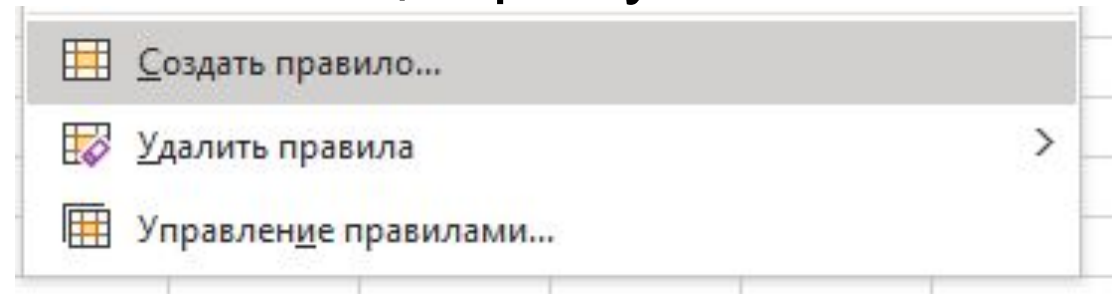 Создать правило...
Удалить правила
Управление правилами...